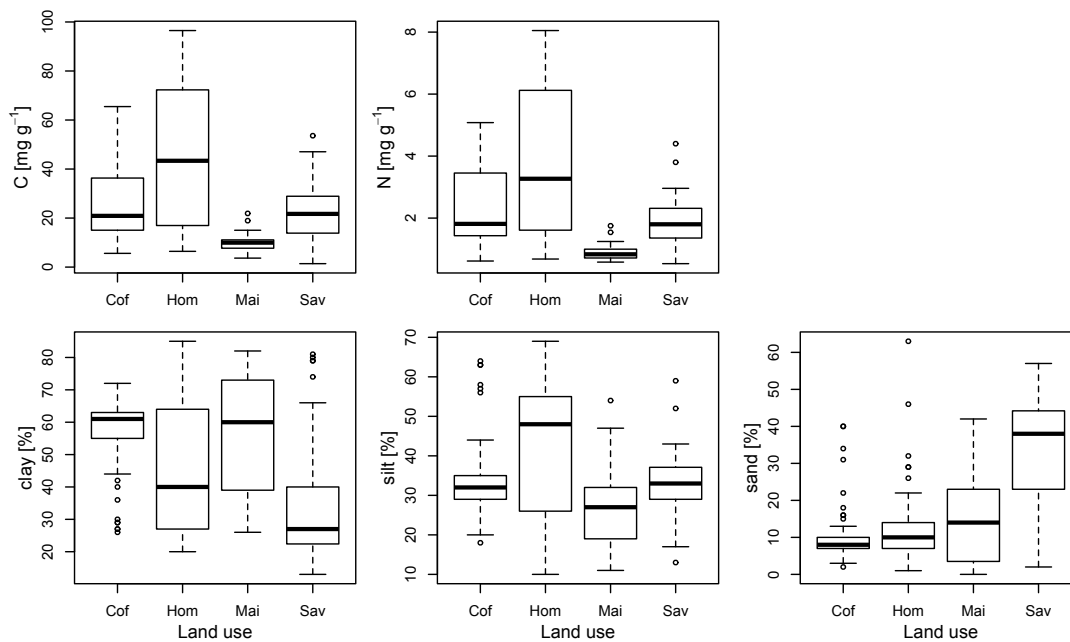 C [mg g⁻¹]
0
20
40
60
80
100
Cof Hom Mai Sav
N [mg g⁻¹]
2
4
6
8
Cof Hom Mai Sav
clay [%]
20
30
40
50
60
70
80
Cof Hom Mai Sav
Land use
silt [%]
10
20
30
40
50
60
70
Cof Hom Mai Sav
Land use
sand [%]
0
10
20
30
40
50
60
Cof Hom Mai Sav
Land use